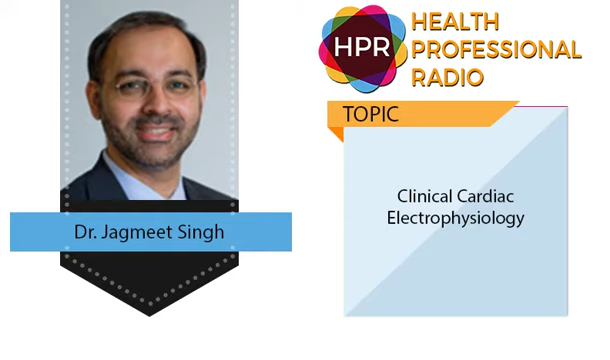 HPR
HEALTH
PROFESSIONAL
RADIO
TOPIC
Clinical Cardiac
Electrophysiology
Dr. Jagmeet Singh